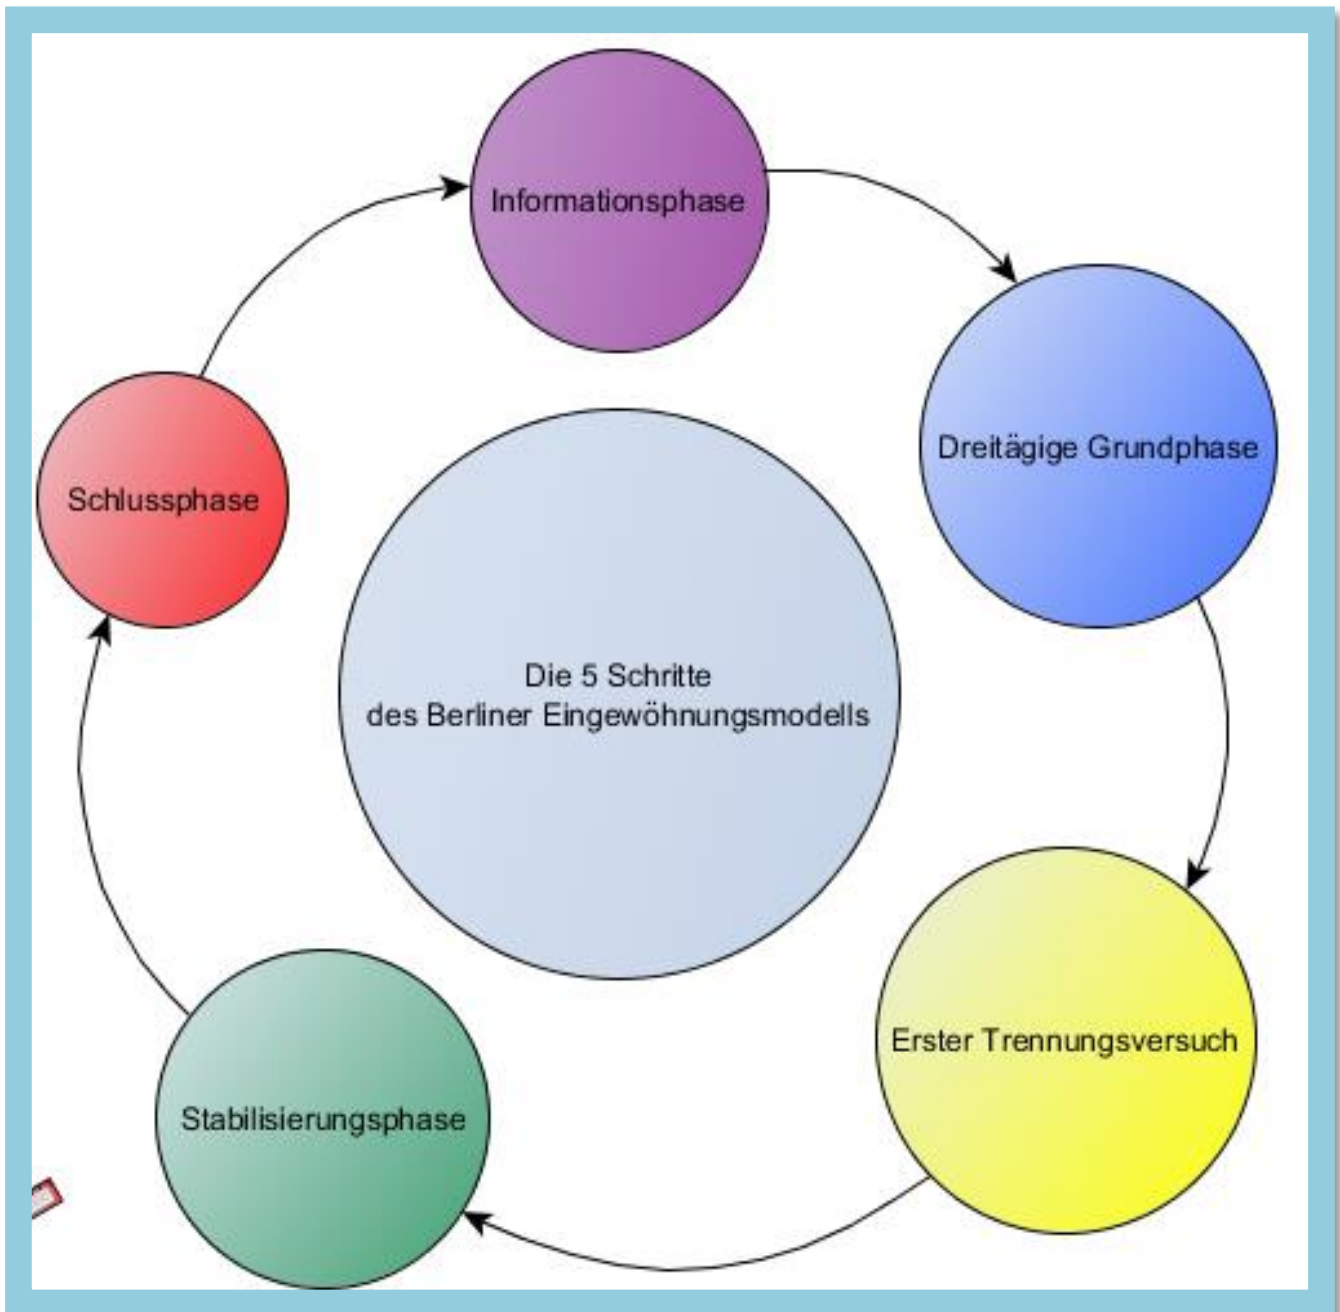 Informationsphase
Dreitägige Grundphase
Schlussphase
Die 5 Schritte
des Berliner Eingewöhnungsmodells
Erster Trennungsversuch
Stabilisierungsphase